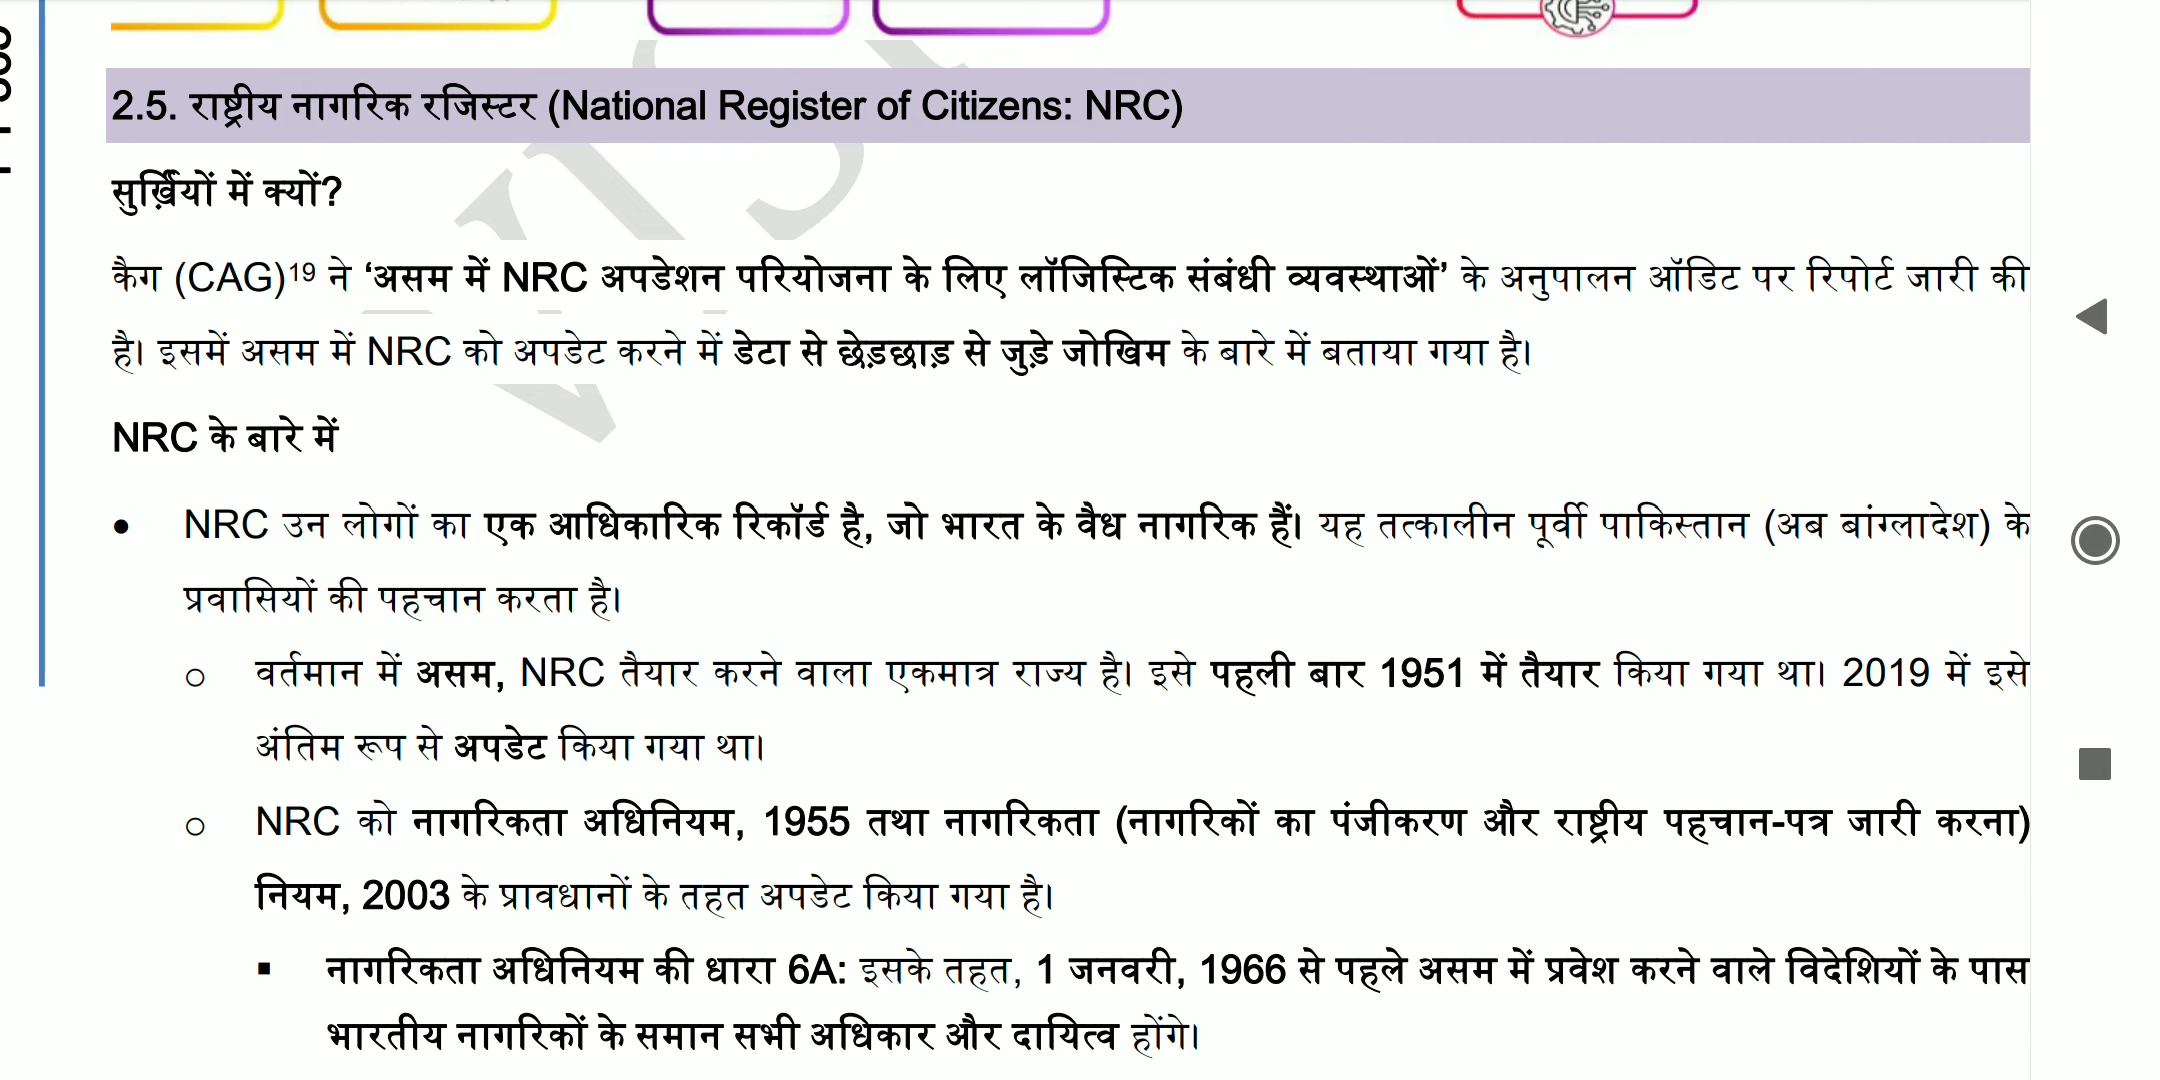 2.5. राष्ट्रीय नागरिक रजिस्टर (National Register of Citizens: NRC)
सुर्ख़ियों में क्यों?
कैग (CAG)¹⁹ ने ‘असम में NRC अपडेशन परियोजना के लिए लॉजिस्टिक संबंधी व्यवस्थाओं’ के अनुपालन ऑडिट पर रिपोर्ट जारी की
है। इसमें असम में NRC को अपडेट करने में डेटा से छेड़छाड़ से जुड़े जोखिम के बारे में बताया गया है।
NRC के बारे में
• NRC उन लोगों का एक आधिकारिक रिकॉर्ड है, जो भारत के वैध नागरिक हैं। यह तत्कालीन पूर्वी पाकिस्तान (अब बांग्लादेश) के
प्रवासियों की पहचान करता है।
o वर्तमान में असम, NRC तैयार करने वाला एकमात्र राज्य है। इसे पहली बार 1951 में तैयार किया गया था। 2019 में इसे
अंतिम रूप से अपडेट किया गया था।
o NRC को नागरिकता अधिनियम, 1955 तथा नागरिकता (नागरिकों का पंजीकरण और राष्ट्रीय पहचान-पत्र जारी करना)
नियम, 2003 के प्रावधानों के तहत अपडेट किया गया है।
▪ नागरिकता अधिनियम की धारा 6A: इसके तहत, 1 जनवरी, 1966 से पहले असम में प्रवेश करने वाले विदेशियों के पास
भारतीय नागरिकों के समान सभी अधिकार और दायित्व होंगे।